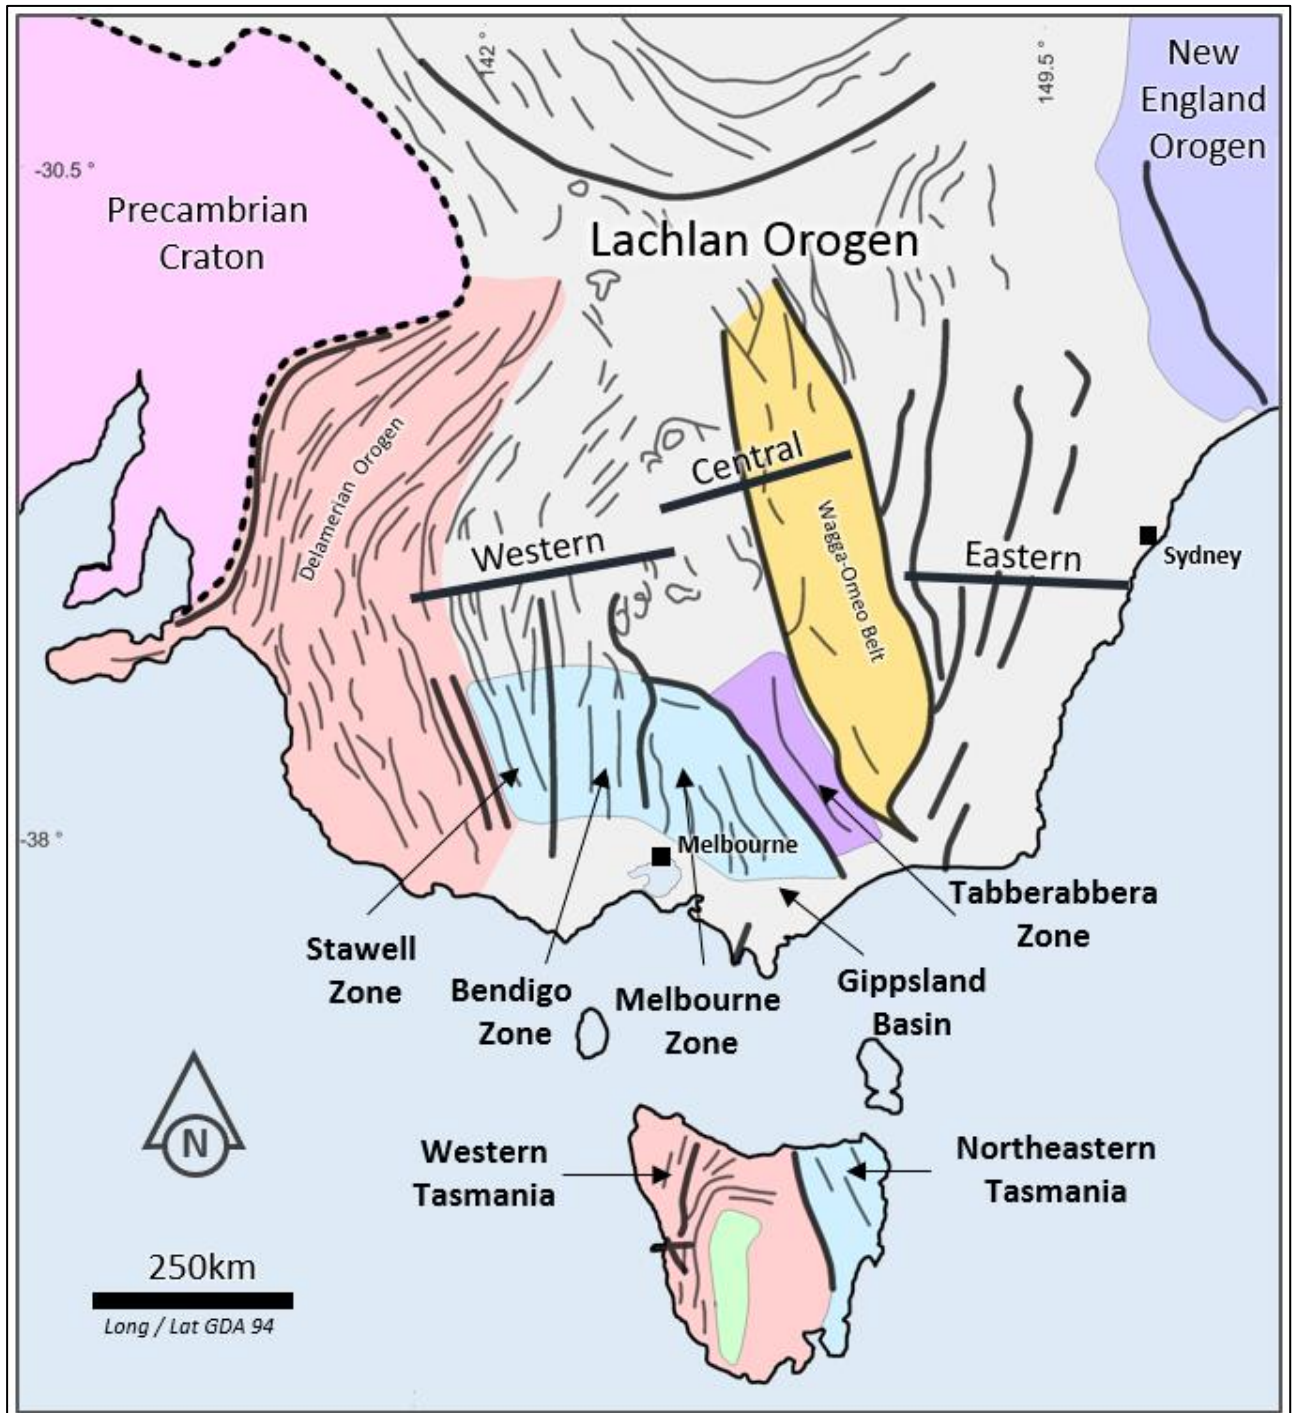 142 °
149.5 °
New
England
Orogen
-30.5 °
Precambrian
Craton
Lachlan Orogen
Delamerian Orogen
Central
Wagga-Omeo Belt
Western
Eastern
Sydney
-38 °
Melbourne
Tabberabbera
Zone
Stawell
Zone
Bendigo
Zone
Melbourne
Zone
Gippsland
Basin
N
Western
Tasmania
Northeastern
Tasmania
250km
Long / Lat GDA 94